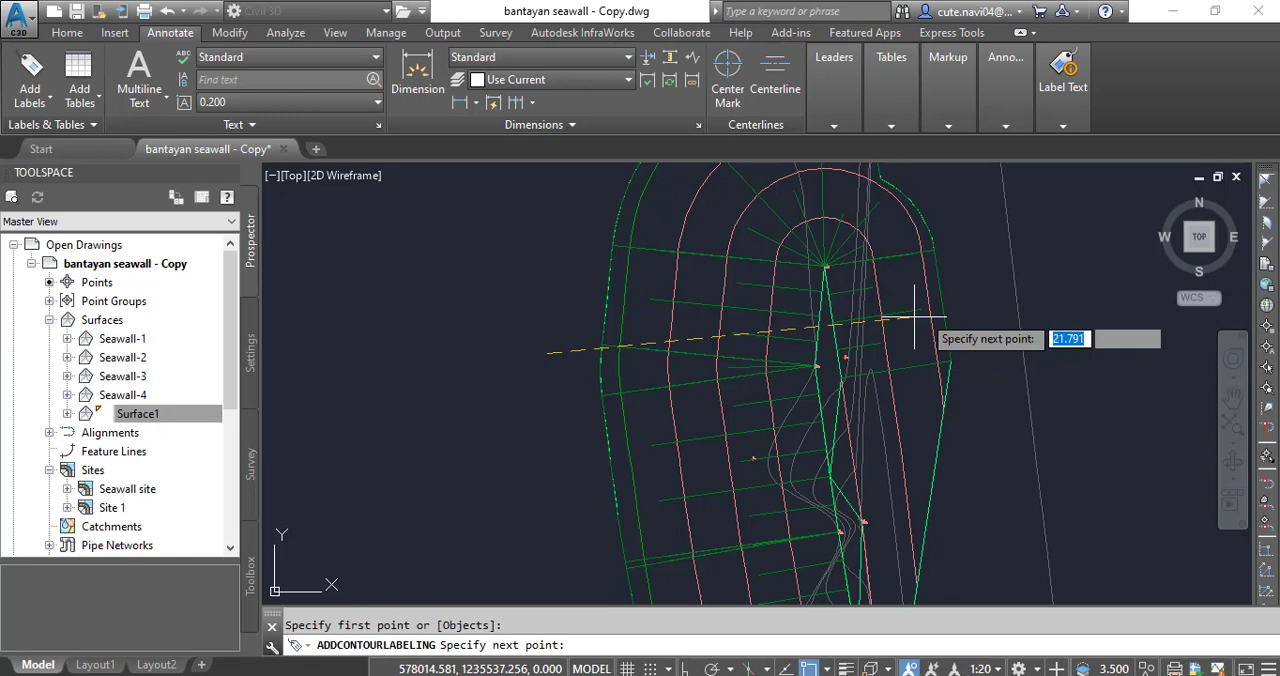 A C3D Civil 3D bantayan seawall - Copy.dwg Type a keyword or phrase cute.navi04@... ?
Home Insert Annotate Modify Analyze View Manage Output Survey Autodesk InfraWorks Collaborate Help Add-ins Featured Apps Express Tools
ABC Standard Standard Leaders Tables Markup Anno... Label Text
Find text Use Current
Add Labels Add Tables Multiline Text A 0.200 Dimension Center Mark Centerline
Labels & Tables Text Dimensions Centerlines
Start bantayan seawall - Copy*
TOOLSPACE
[−][Top][2D Wireframe]
Master View
Open Drawings
bantayan seawall - Copy
Points
Point Groups
Surfaces
Seawall-1
Seawall-2
Seawall-3
Seawall-4
Surface1
Alignments
Feature Lines
Sites
Seawall site
Site 1
Catchments
Pipe Networks
Prospector
Settings
Survey
Toolbox
N
W TOP E
S
WCS
Specify next point: 21.791
Y
X
Specify first point or [Objects]:
ADDCONTOURLABELING Specify next point:
Model Layout1 Layout2 + 578014.581, 1235537.256, 0.000 MODEL 1:20 3.500